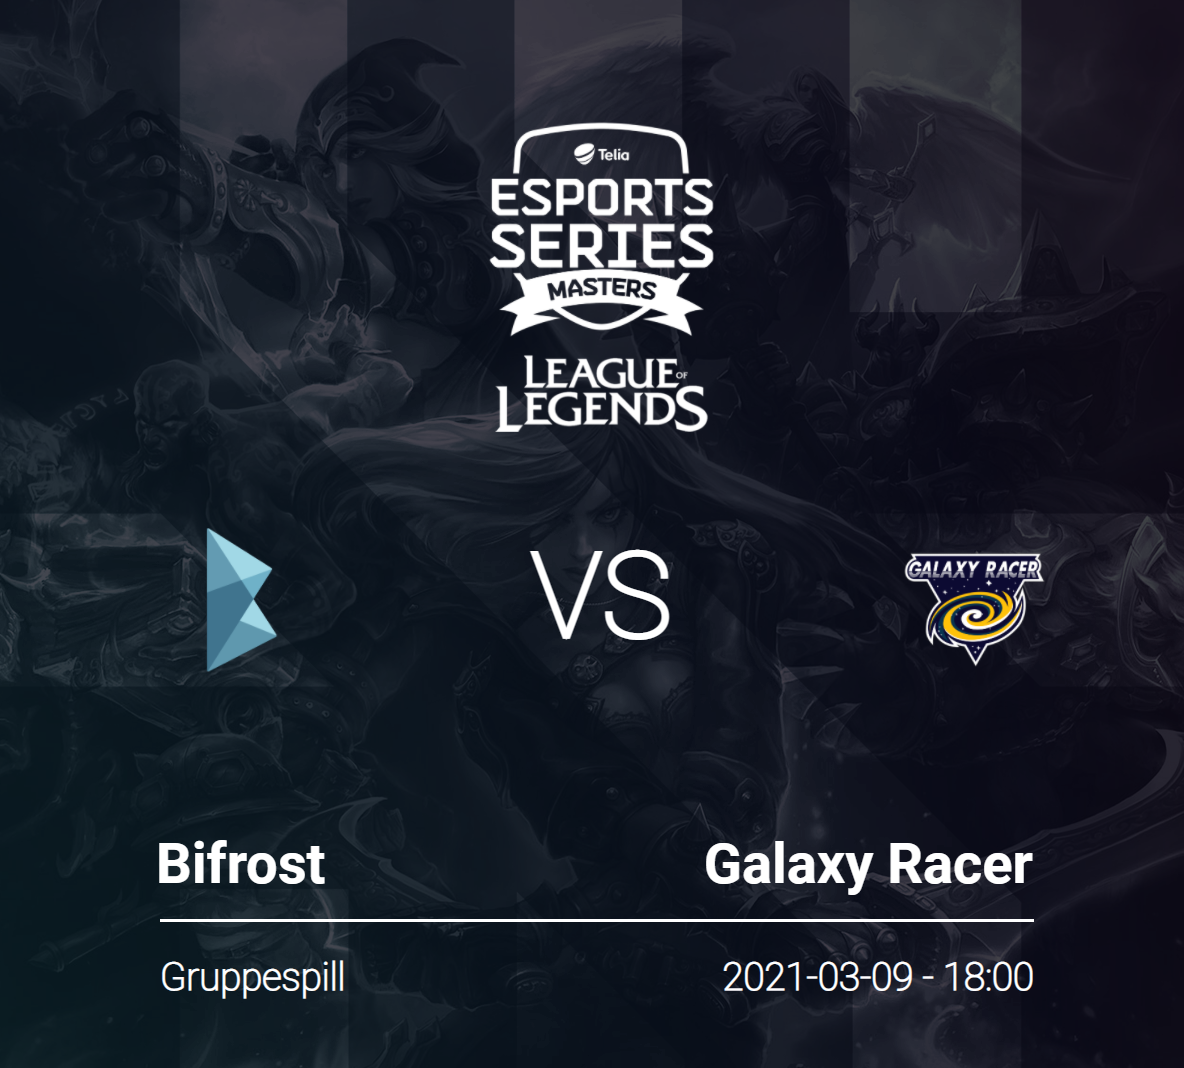 Telia
ESPORTS
SERIES
MASTERS
LEAGUE OF
LEGENDS
VS
GALAXY RACER
Bifrost
Galaxy Racer
Gruppespill
2021-03-09 - 18:00